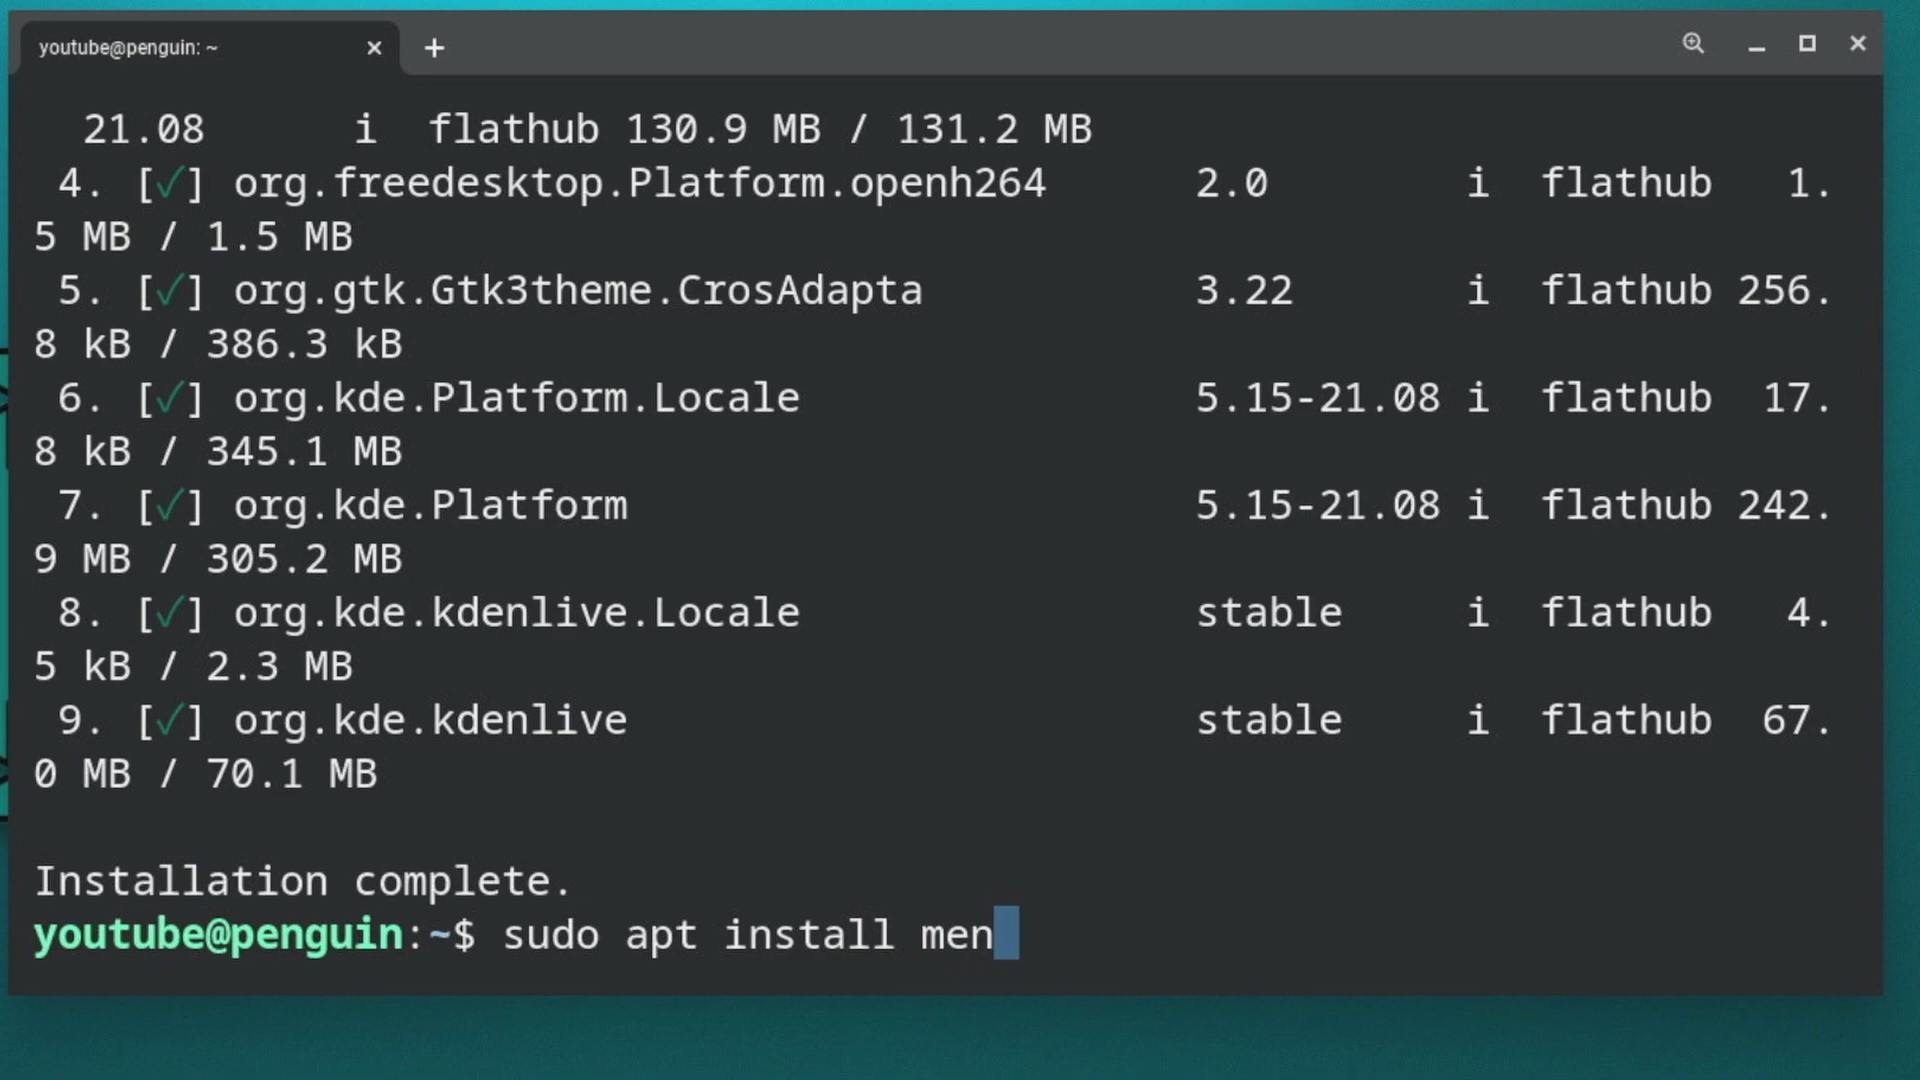 youtube@penguin: ~
21.08 i flathub 130.9 MB / 131.2 MB
4. [✓] org.freedesktop.Platform.openh264 2.0 i flathub 1.
5 MB / 1.5 MB
5. [✓] org.gtk.Gtk3theme.CrosAdapta 3.22 i flathub 256.
8 kB / 386.3 kB
6. [✓] org.kde.Platform.Locale 5.15-21.08 i flathub 17.
8 kB / 345.1 MB
7. [✓] org.kde.Platform 5.15-21.08 i flathub 242.
9 MB / 305.2 MB
8. [✓] org.kde.kdenlive.Locale stable i flathub 4.
5 kB / 2.3 MB
9. [✓] org.kde.kdenlive stable i flathub 67.
0 MB / 70.1 MB
Installation complete.
youtube@penguin:~$ sudo apt install men